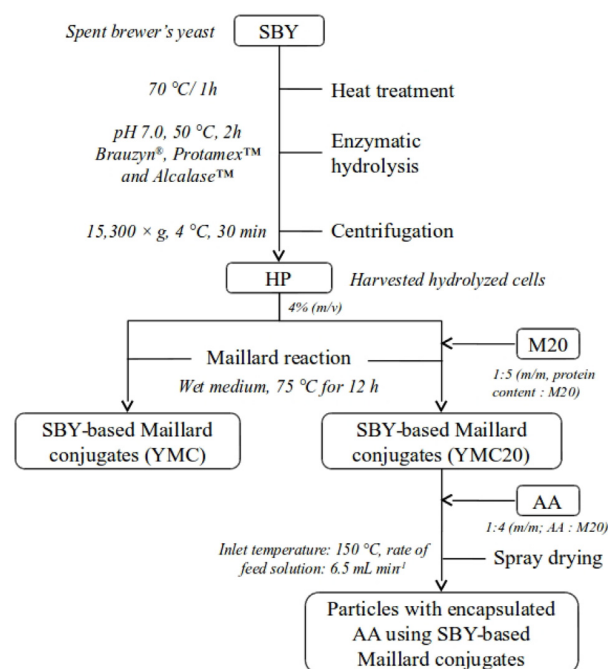 Spent brewer's yeast
SBY
70 °C/ 1h
Heat treatment
pH 7.0, 50 °C, 2h
Brauzyn®, Protamex™
and Alcalase™
Enzymatic
hydrolysis
15,300 × g, 4 °C, 30 min
Centrifugation
HP
Harvested hydrolyzed cells
4% (m/v)
M20
Maillard reaction
1:5 (m/m, protein
content : M20)
Wet medium, 75 °C for 12 h
SBY-based Maillard
conjugates (YMC)
SBY-based Maillard
conjugates (YMC20)
AA
1:4 (m/m; AA : M20)
Inlet temperature: 150 °C, rate of
feed solution: 6.5 mL min⁻¹
Spray drying
Particles with encapsulated
AA using SBY-based
Maillard conjugates